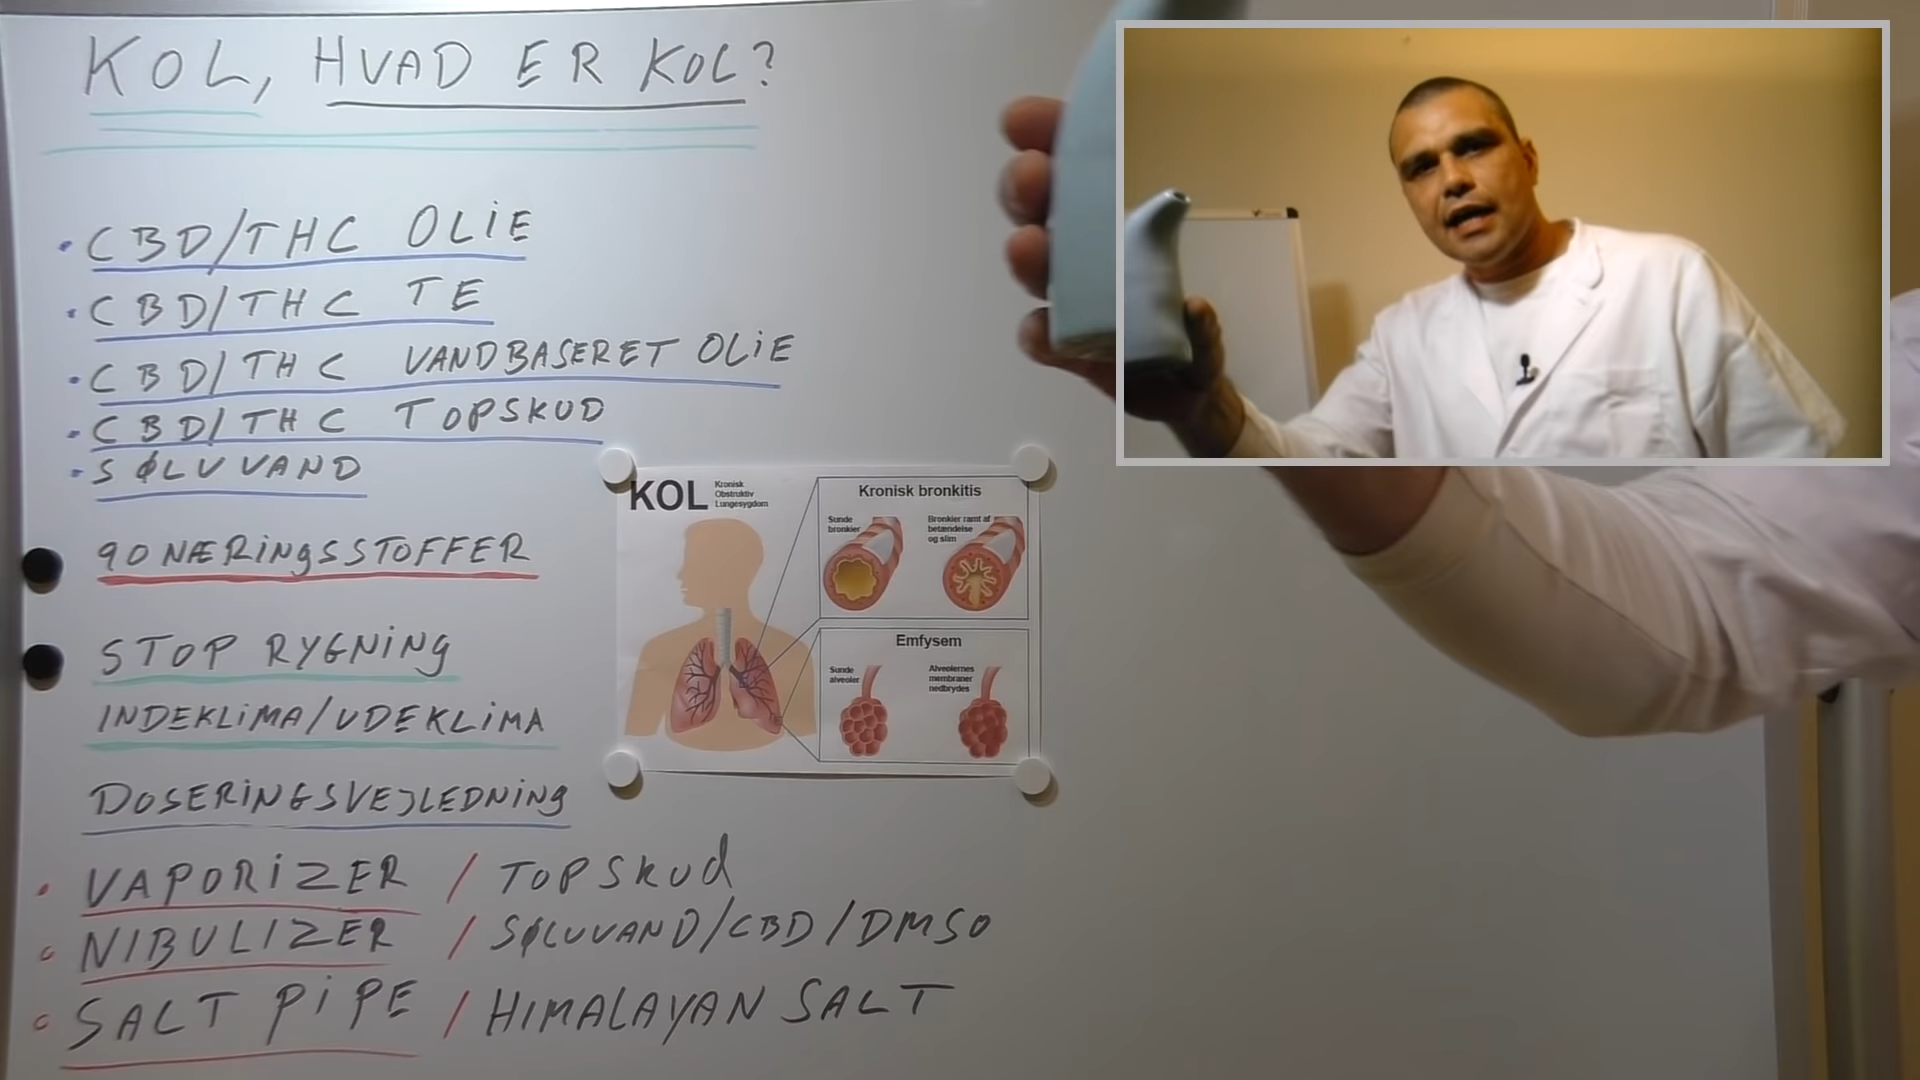 KOL, HVAD ER KOL?
• CBD/THC OLiE
• CBD/THC TE
• CBD/THC VANDBASERET OLiE
• CBD/THC TOPSKUD
• SØLVVAND
90 NÆRiNgSSTOFFER
STOP RYGNiNg
INDEKLiMA/UDEKLiMA
DOSERiNGSVEJLEDNiNg
• VAPORiZER / TOPSkud
• NIBULIZER / SØLVVAND/CBD/DMSO
• SALT PiPE / HIMALAYAN SALT
KOL
Kronisk
Obstruktiv
Lungesygdom
Kronisk bronkitis
Sunde
bronkier
Bronkier ramt af
betændelse
og slim
Emfysem
Sunde
alveoler
Alveolernes
membraner
nedbrydes